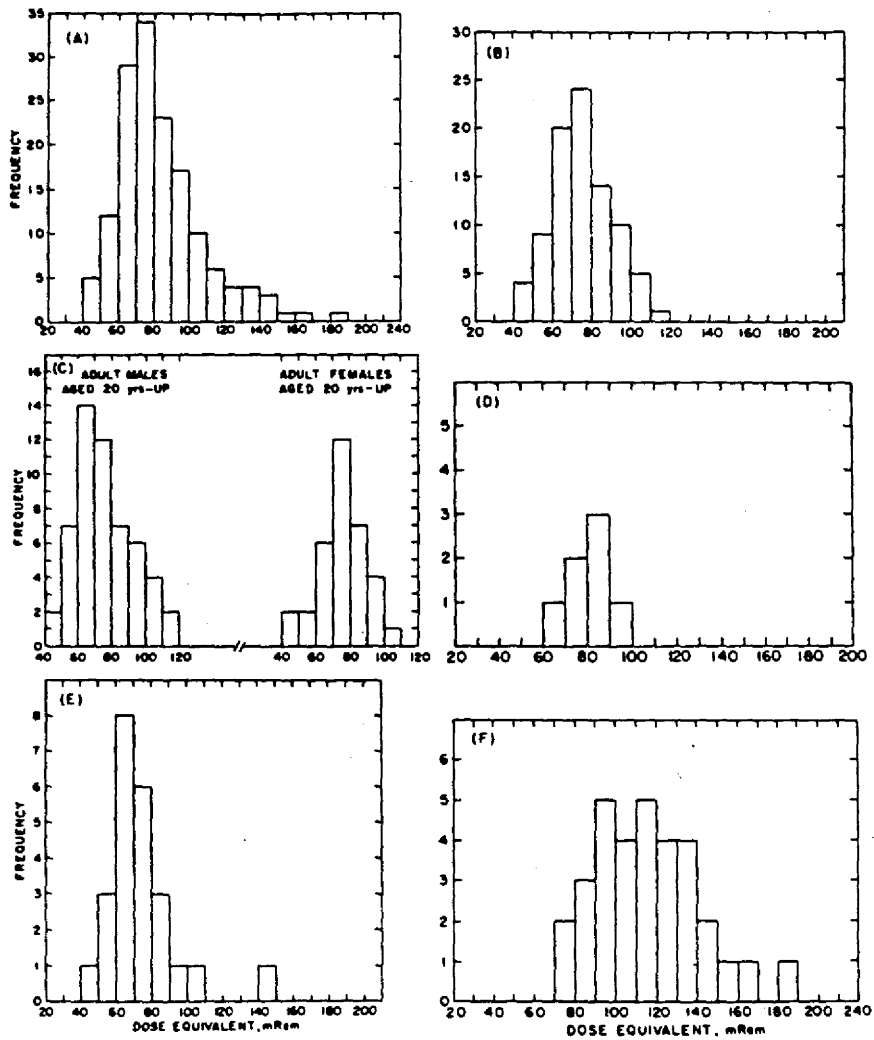 (A)
35
30
25
20
15
10
5
0
FREQUENCY
20 40 60 80 100 120 140 160 180 200 240
(B)
30
25
20
15
10
5
0
20 40 60 80 100 120 140 160 180 200
(C)
ADULT MALES
AGED 20 yrs-UP
ADULT FEMALES
AGED 20 yrs-UP
16
14
12
10
8
6
4
2
0
FREQUENCY
40 60 80 100 120 40 60 80 100 120
(D)
5
4
3
2
1
20 40 60 80 100 120 140 160 180 200
(E)
8
7
6
5
4
3
2
1
0
FREQUENCY
20 40 60 80 100 120 140 160 180 200
DOSE EQUIVALENT, mRem
(F)
6
5
4
3
2
1
0
20 40 60 80 100 120 140 160 180 200 240
DOSE EQUIVALENT, mRem